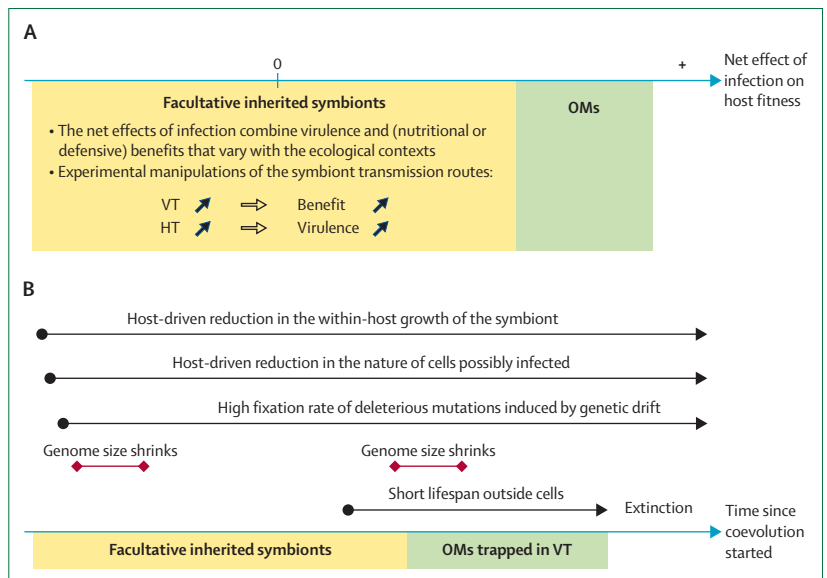 A
0
+
Net effect of
infection on
host fitness
Facultative inherited symbionts
OMs
• The net effects of infection combine virulence and (nutritional or
defensive) benefits that vary with the ecological contexts
• Experimental manipulations of the symbiont transmission routes:
VT Benefit
HT Virulence
B
Host-driven reduction in the within-host growth of the symbiont
Host-driven reduction in the nature of cells possibly infected
High fixation rate of deleterious mutations induced by genetic drift
Genome size shrinks Genome size shrinks
Short lifespan outside cells
Extinction
Time since
coevolution
started
Facultative inherited symbionts OMs trapped in VT